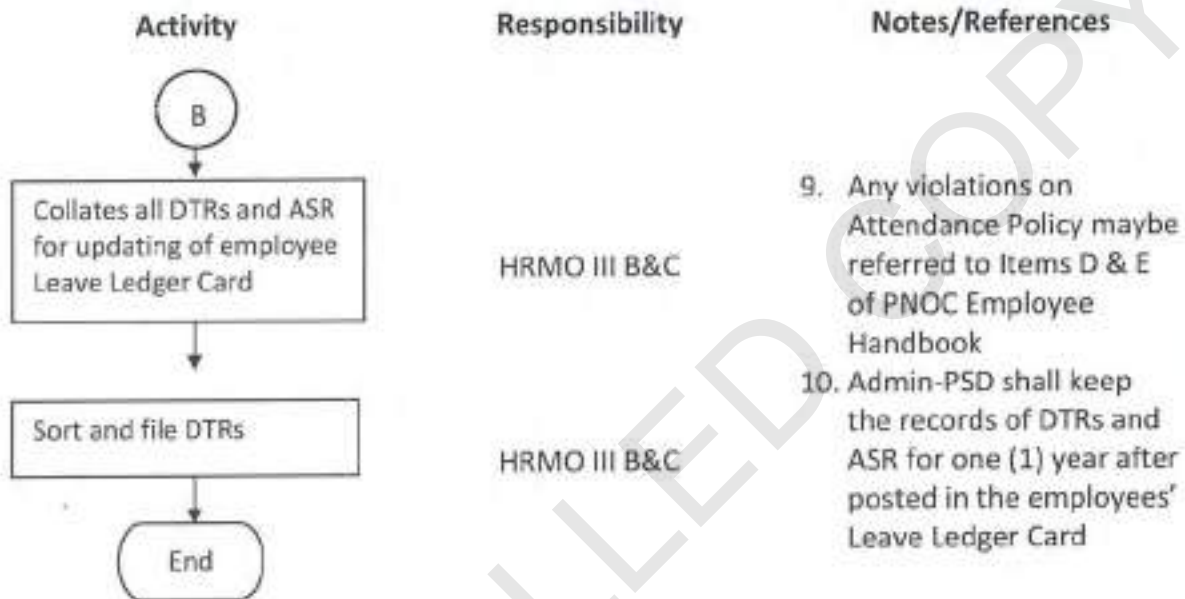 Activity Responsibility Notes/References
B
Collates all DTRs and ASR
for updating of employee
Leave Ledger Card
HRMO III B&C
9. Any violations on
Attendance Policy maybe
referred to Items D & E
of PNOC Employee
Handbook
10. Admin-PSD shall keep
the records of DTRs and
ASR for one (1) year after
posted in the employees'
Leave Ledger Card
Sort and file DTRs
HRMO III B&C
End
LLED COPY